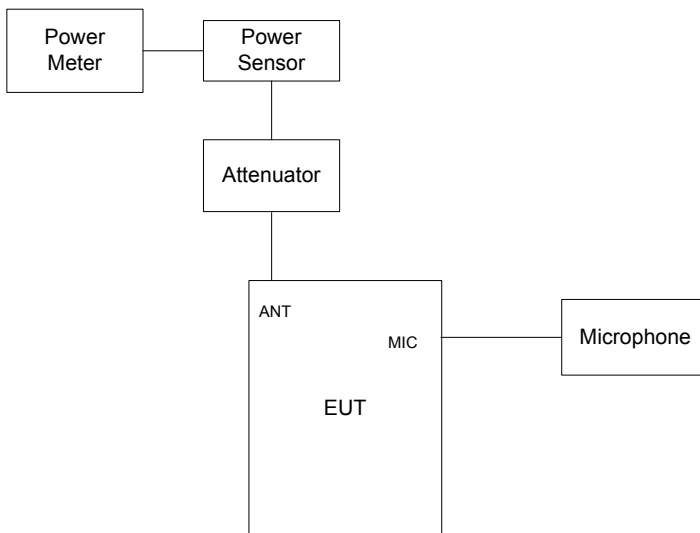 Power
Meter
Power
Sensor
Attenuator
ANT
MIC
Microphone
EUT